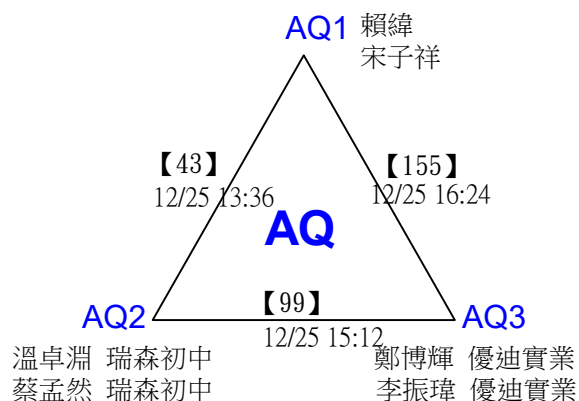 AQ1 賴緯
宋子祥
【43】
12/25 13:36
【155】
12/25 16:24
AQ
AQ2
【99】
12/25 15:12
AQ3
溫卓淵 瑞森初中
蔡孟然 瑞森初中
鄭博輝 優迪實業
李振瑋 優迪實業